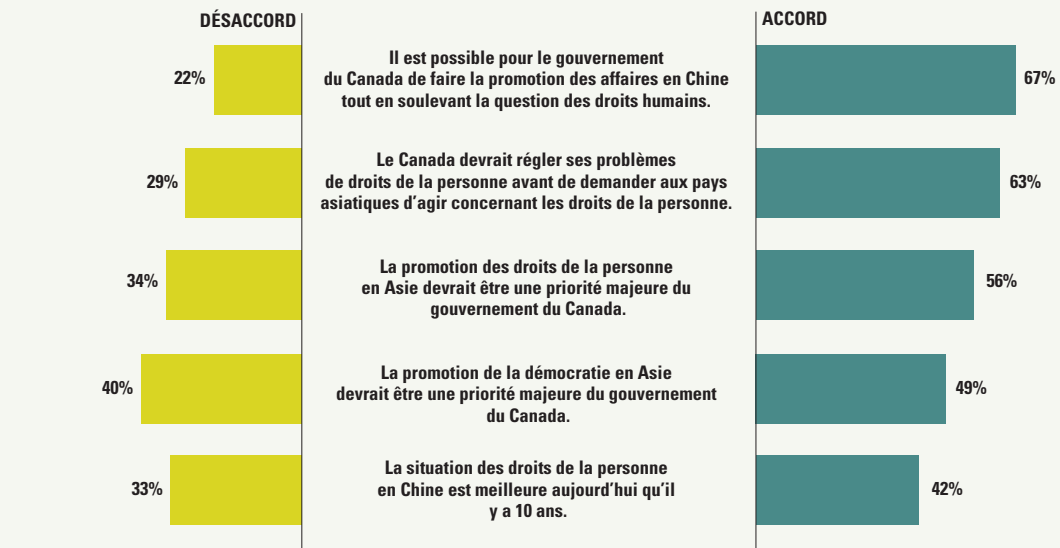 DÉSACCORD
ACCORD
22%
Il est possible pour le gouvernement
du Canada de faire la promotion des affaires en Chine
tout en soulevant la question des droits humains.
67%
29%
Le Canada devrait régler ses problèmes
de droits de la personne avant de demander aux pays
asiatiques d'agir concernant les droits de la personne.
63%
34%
La promotion des droits de la personne
en Asie devrait être une priorité majeure du
gouvernement du Canada.
56%
40%
La promotion de la démocratie en Asie
devrait être une priorité majeure du gouvernement
du Canada.
49%
33%
La situation des droits de la personne
en Chine est meilleure aujourd'hui qu'il
y a 10 ans.
42%